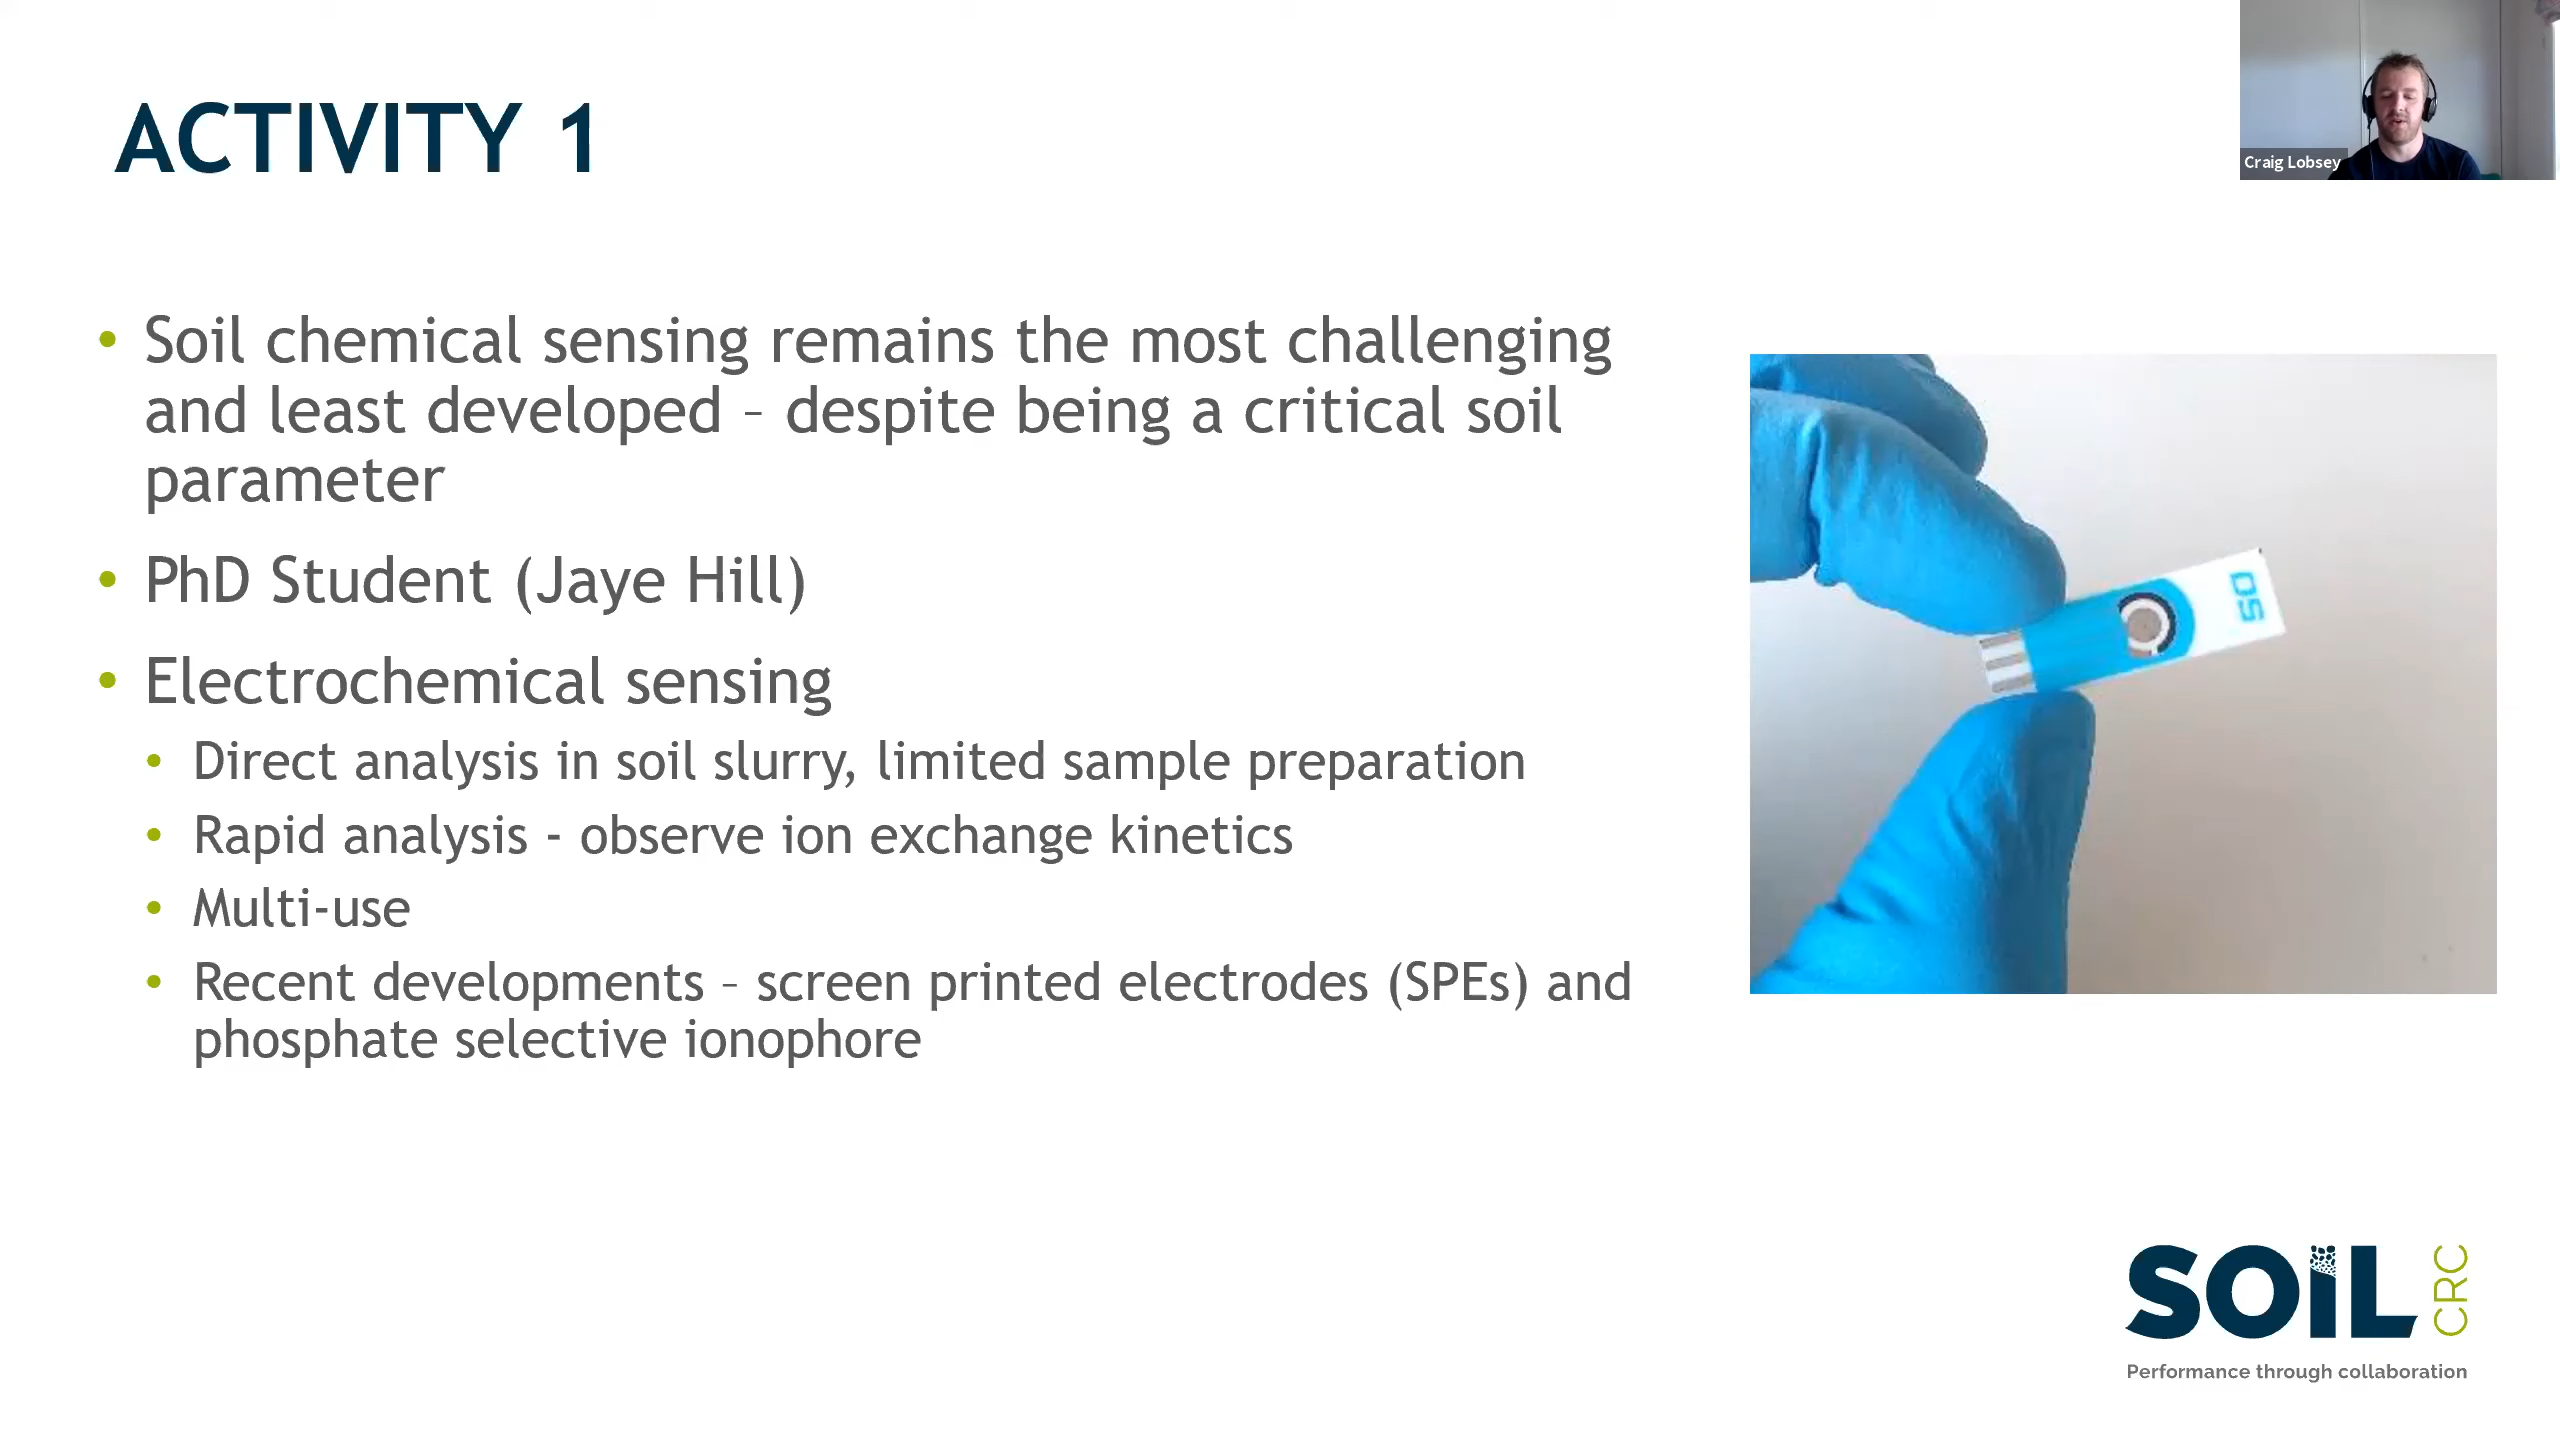 ACTIVITY 1
Craig Lobsey
• Soil chemical sensing remains the most challenging
and least developed – despite being a critical soil
parameter
• PhD Student (Jaye Hill)
• Electrochemical sensing
• Direct analysis in soil slurry, limited sample preparation
• Rapid analysis - observe ion exchange kinetics
• Multi-use
• Recent developments – screen printed electrodes (SPEs) and
phosphate selective ionophore
DS
SOIL CRC
Performance through collaboration